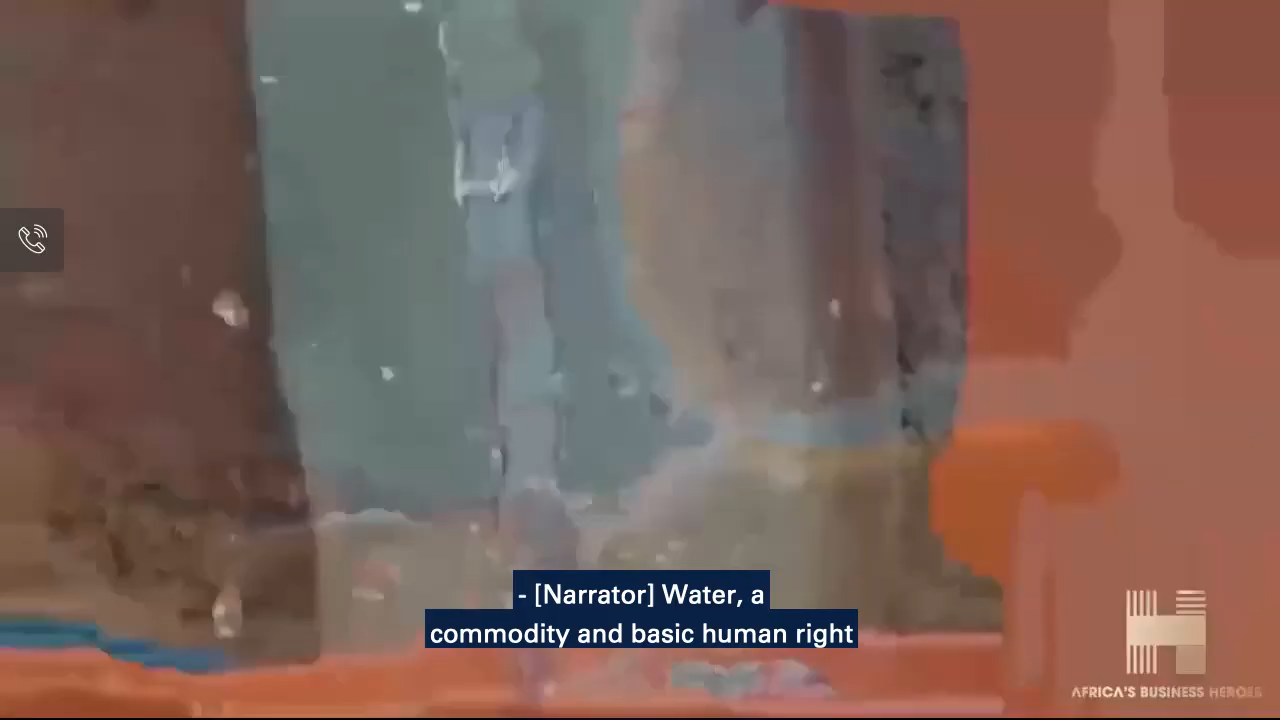 - [Narrator] Water, a
commodity and basic human right
AFRICA'S BUSINESS HEROES